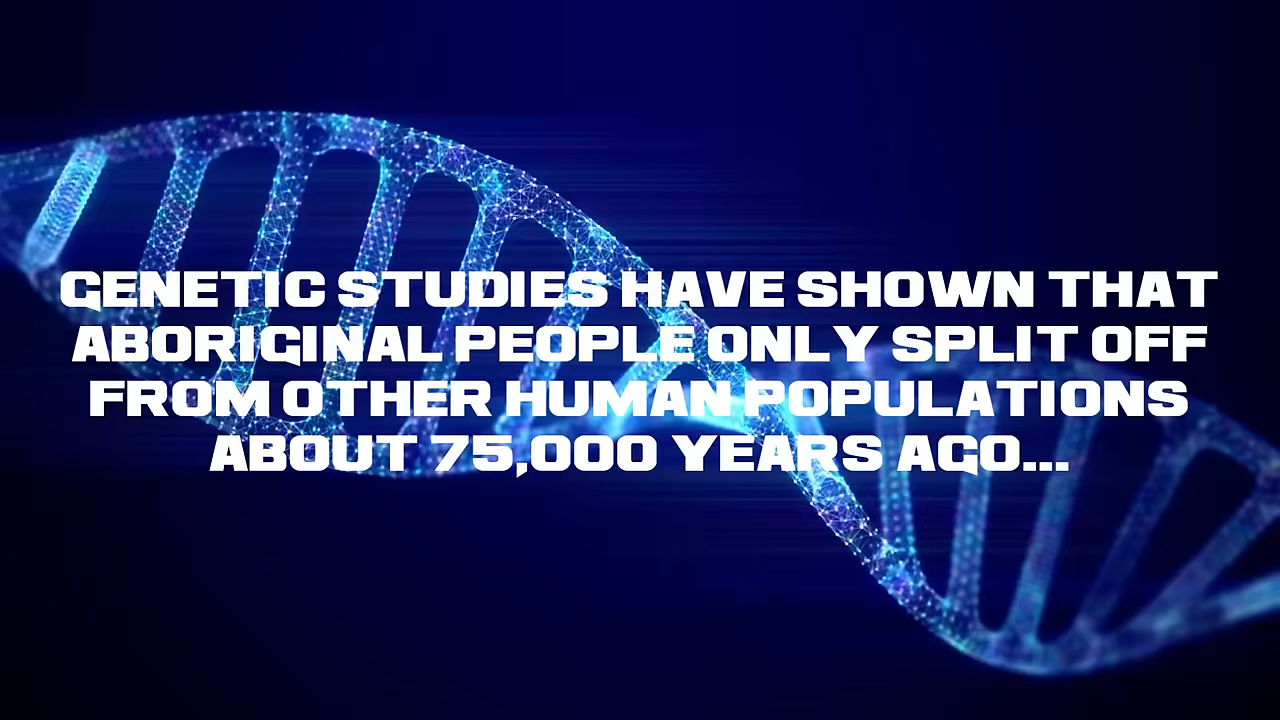 GENETIC STUDIES HAVE SHOWN THAT
ABORIGINAL PEOPLE ONLY SPLIT OFF
FROM OTHER HUMAN POPULATIONS
ABOUT 75,000 YEARS AGO...